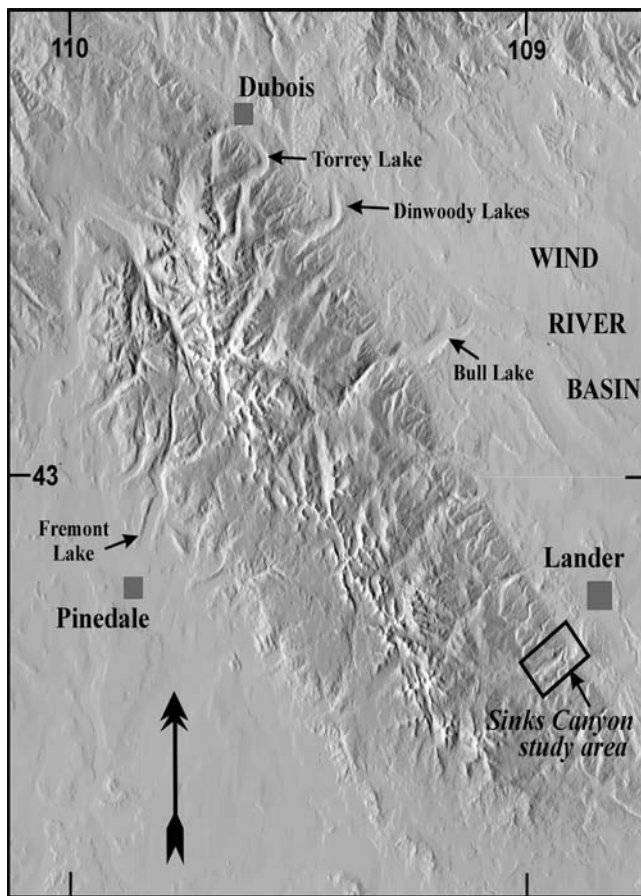 110
109
Dubois
Torrey Lake
Dinwoody Lakes
WIND
RIVER
Bull Lake
BASIN
43
Fremont
Lake
Lander
Pinedale
Sinks Canyon
study area